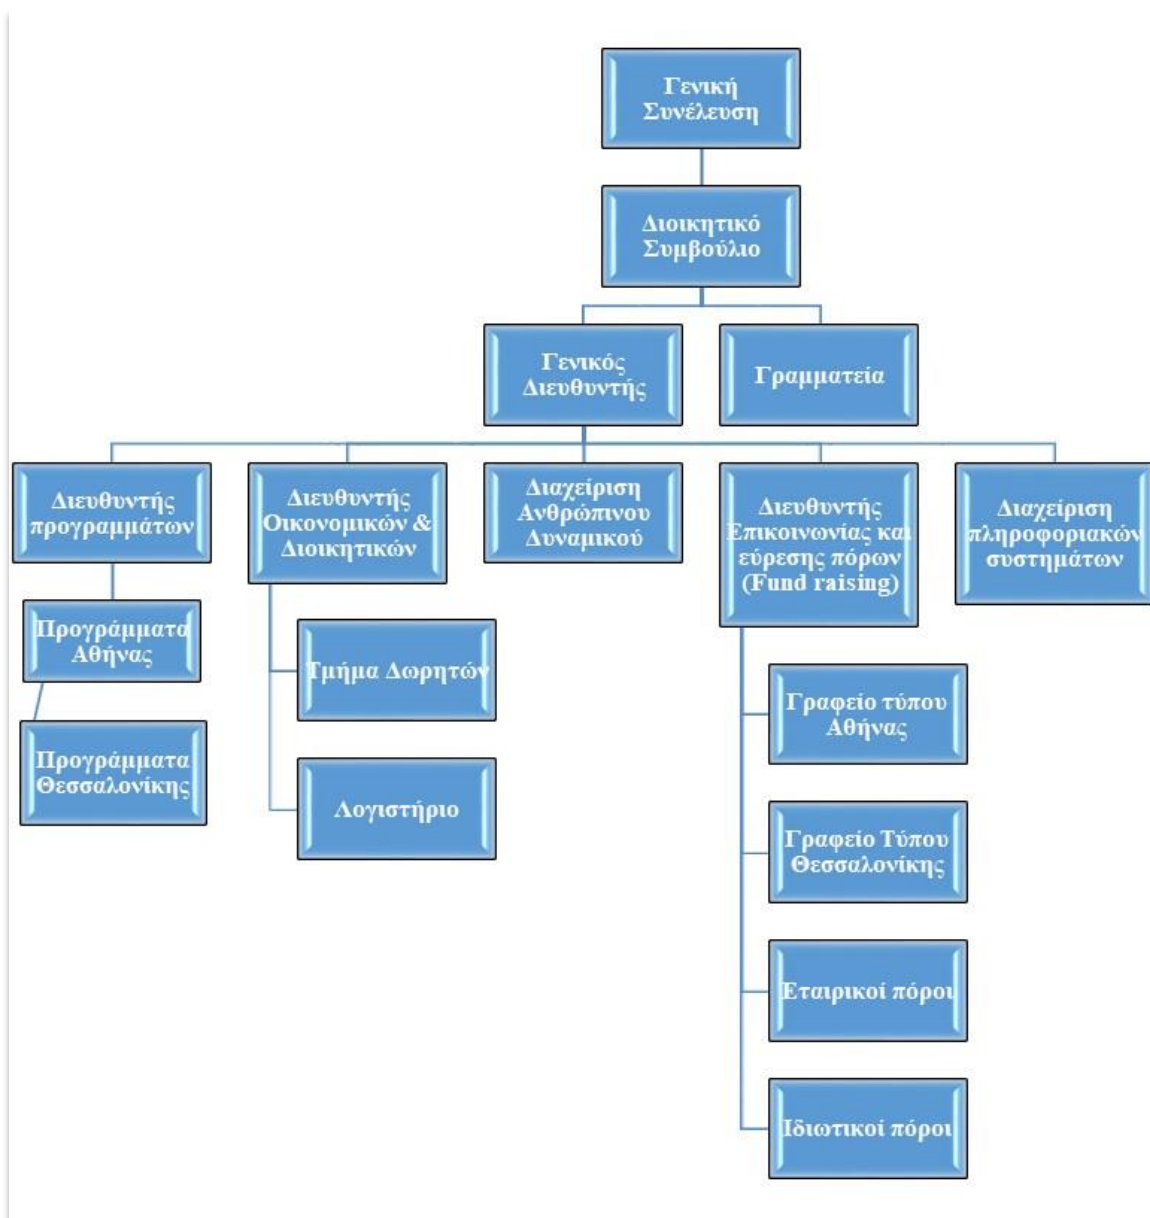 Γενική
Συνέλευση
Διοικητικό
Συμβούλιο
Γενικός
Διευθυντής
Γραμματεία
Διευθυντής
προγραμμάτων
Διευθυντής
Οικονομικών &
Διοικητικών
Διαχείριση
Ανθρώπινου
Δυναμικού
Διευθυντής
Επικοινωνίας και
εύρεσης πόρων
(Fund raising)
Διαχείριση
πληροφοριακών
συστημάτων
Προγράμματα
Αθήνας
Προγράμματα
Θεσσαλονίκης
Τμήμα Δωρητών
Λογιστήριο
Γραφείο τύπου
Αθήνας
Γραφείο Τύπου
Θεσσαλονίκης
Εταιρικοί πόροι
Ιδιωτικοί πόροι